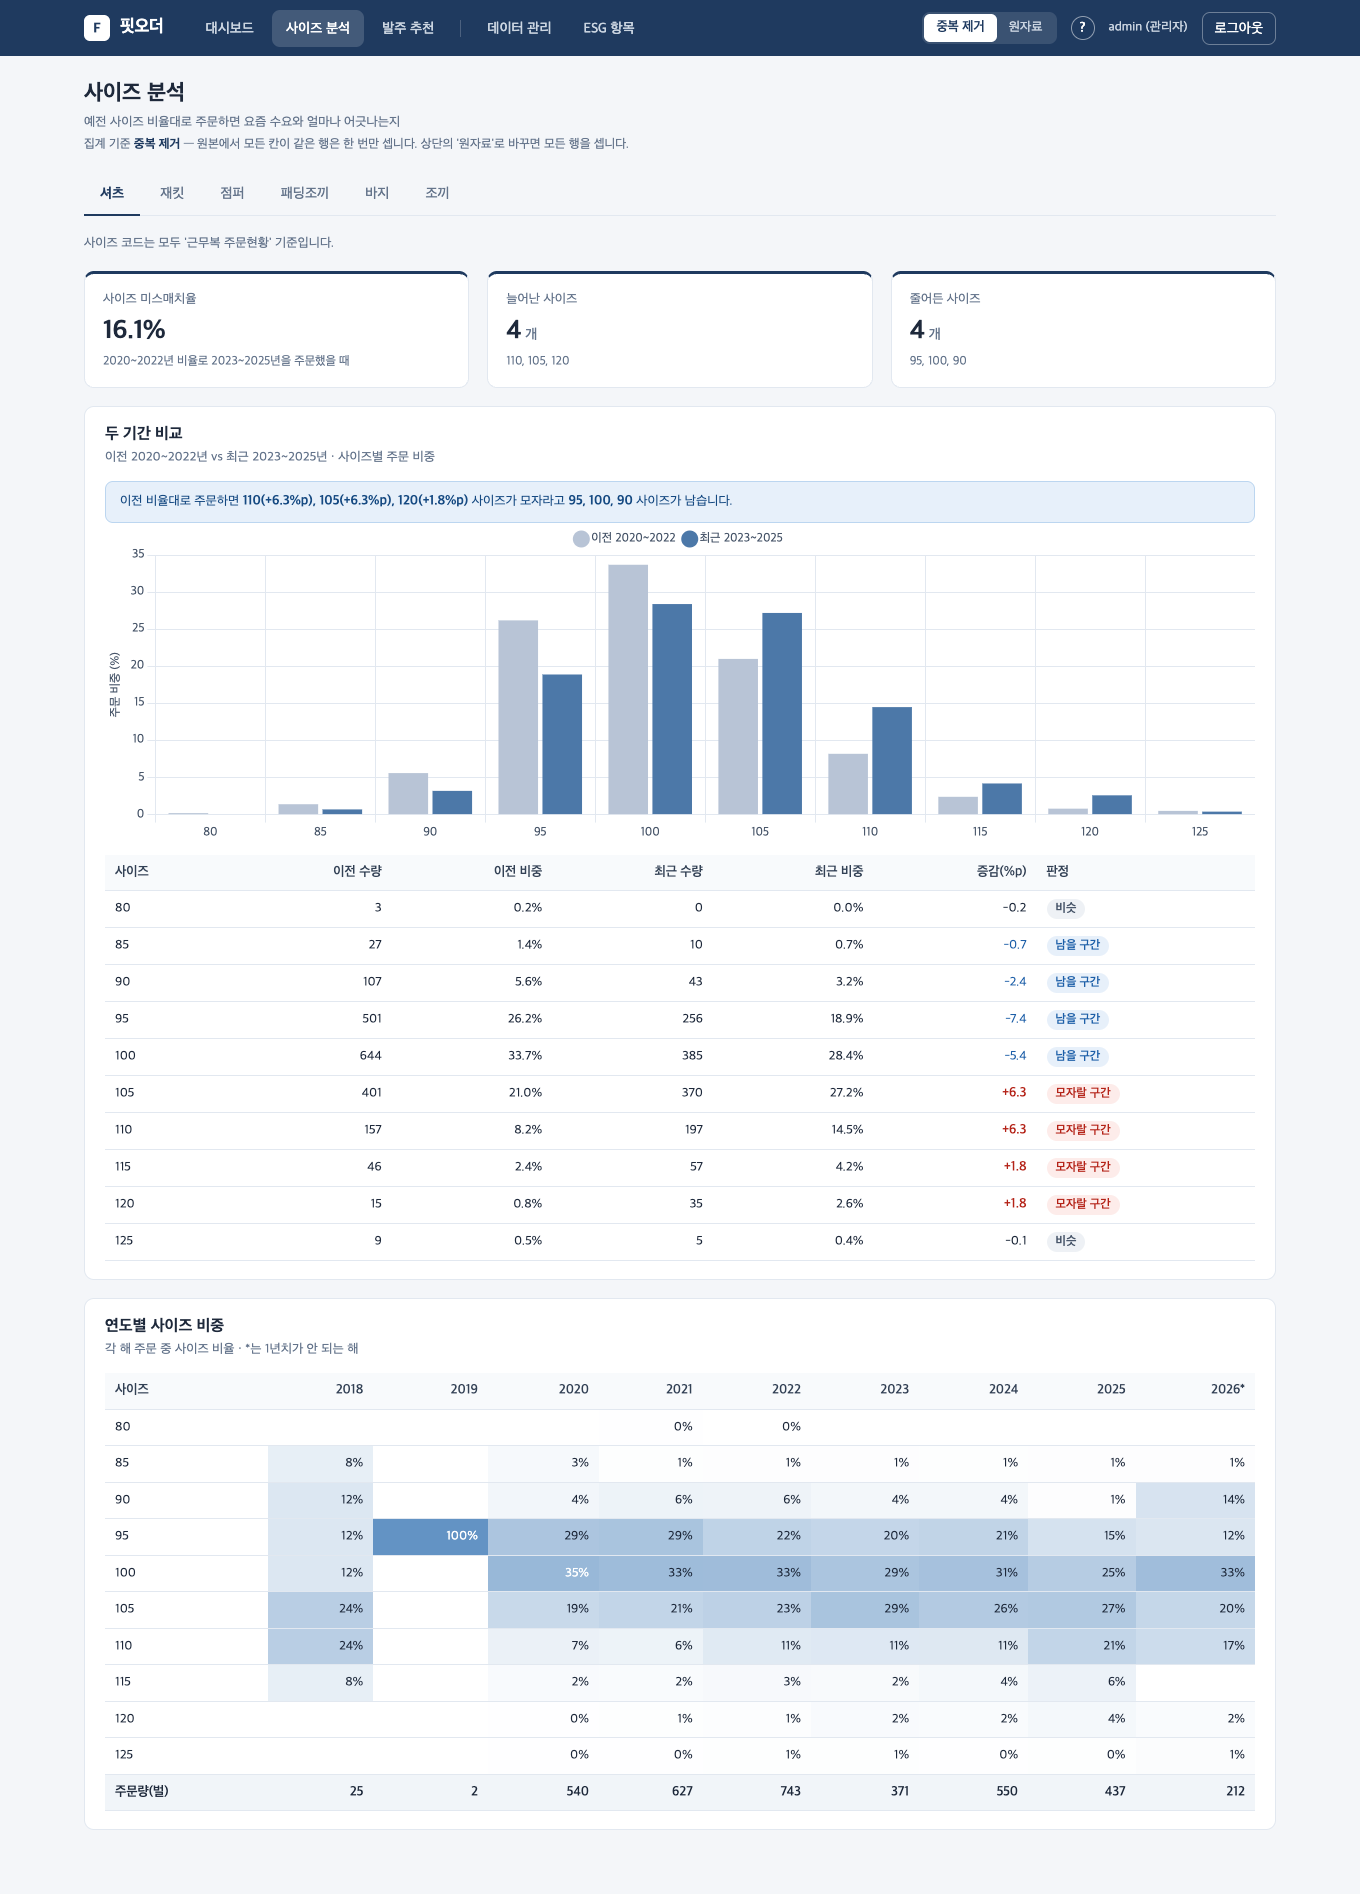 F 핏오더 대시보드 사이즈 분석 발주 추천 데이터 관리 ESG 항목 중복 제거 원자료 ? admin (관리자) 로그아웃
사이즈 분석
예전 사이즈 비율대로 주문하면 요즘 수요와 얼마나 어긋나는지
집계 기준 중복 제거 — 원본에서 모든 칸이 같은 행은 한 번만 셉니다. 상단의 '원자료'로 바꾸면 모든 행을 셉니다.
셔츠 재킷 점퍼 패딩조끼 바지 조끼
사이즈 코드는 모두 '근무복 주문현황' 기준입니다.
사이즈 미스매치율
16.1%
2020~2022년 비율로 2023~2025년을 주문했을 때
늘어난 사이즈
4 개
110, 105, 120
줄어든 사이즈
4 개
95, 100, 90
두 기간 비교
이전 2020~2022년 vs 최근 2023~2025년 · 사이즈별 주문 비중
이전 비율대로 주문하면 110(+6.3%p), 105(+6.3%p), 120(+1.8%p) 사이즈가 모자라고 95, 100, 90 사이즈가 남습니다.
이전 2020~2022 최근 2023~2025
주문 비중 (%)
35
30
25
20
15
10
5
0
80 85 90 95 100 105 110 115 120 125
사이즈 이전 수량 이전 비중 최근 수량 최근 비중 증감(%p) 판정
80 3 0.2% 0 0.0% -0.2 비슷
85 27 1.4% 10 0.7% -0.7 남을 구간
90 107 5.6% 43 3.2% -2.4 남을 구간
95 501 26.2% 256 18.9% -7.4 남을 구간
100 644 33.7% 385 28.4% -5.4 남을 구간
105 401 21.0% 370 27.2% +6.3 모자랄 구간
110 157 8.2% 197 14.5% +6.3 모자랄 구간
115 46 2.4% 57 4.2% +1.8 모자랄 구간
120 15 0.8% 35 2.6% +1.8 모자랄 구간
125 9 0.5% 5 0.4% -0.1 비슷
연도별 사이즈 비중
각 해 주문 중 사이즈 비율 · *는 1년치가 안 되는 해
사이즈 2018 2019 2020 2021 2022 2023 2024 2025 2026*
80 0% 0%
85 8% 3% 1% 1% 1% 1% 1% 1%
90 12% 4% 6% 6% 4% 4% 1% 14%
95 12% 100% 29% 29% 22% 20% 21% 15% 12%
100 12% 35% 33% 33% 29% 31% 25% 33%
105 24% 19% 21% 23% 29% 26% 27% 20%
110 24% 7% 6% 11% 11% 11% 21% 17%
115 8% 2% 2% 3% 2% 4% 6%
120 0% 1% 1% 2% 2% 4% 2%
125 0% 0% 1% 1% 0% 0% 1%
주문량(벌) 25 2 540 627 743 371 550 437 212